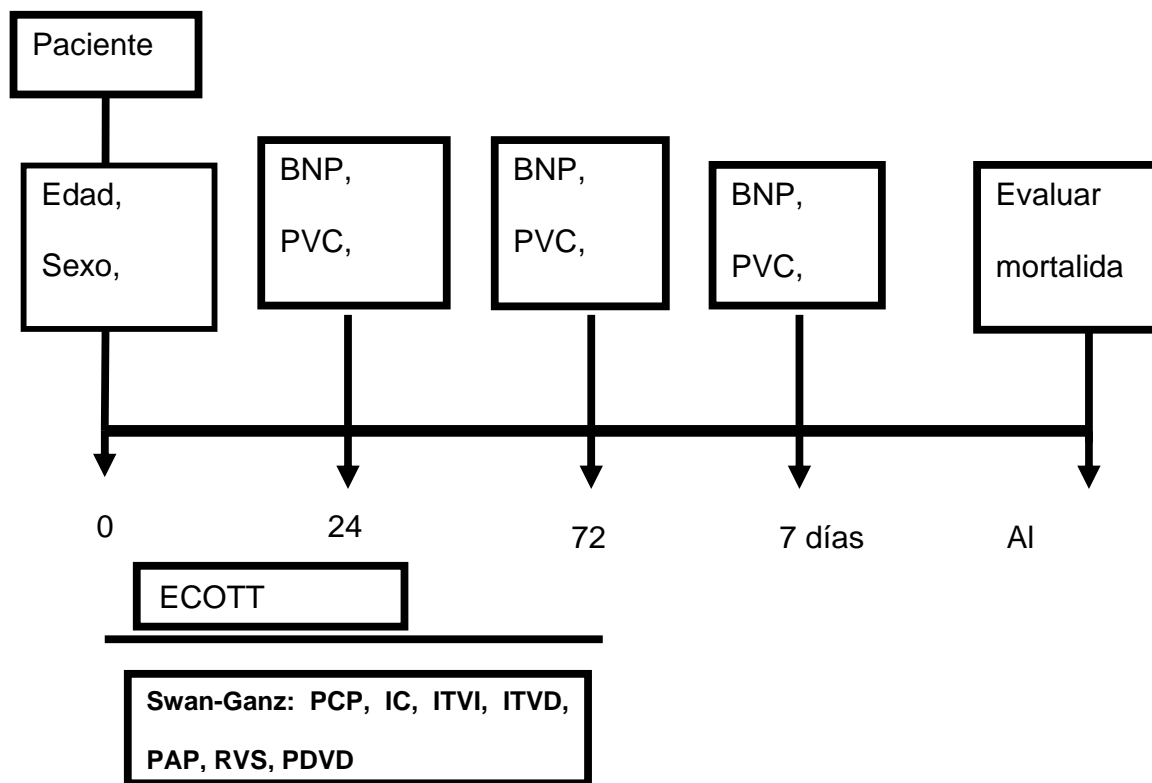 Paciente
Edad,
Sexo,
BNP,
PVC,
BNP,
PVC,
BNP,
PVC,
Evaluar
mortalida
0
24
72
7 días
Al
ECOTT
Swan-Ganz: PCP, IC, ITVI, ITVD,
PAP, RVS, PDVD